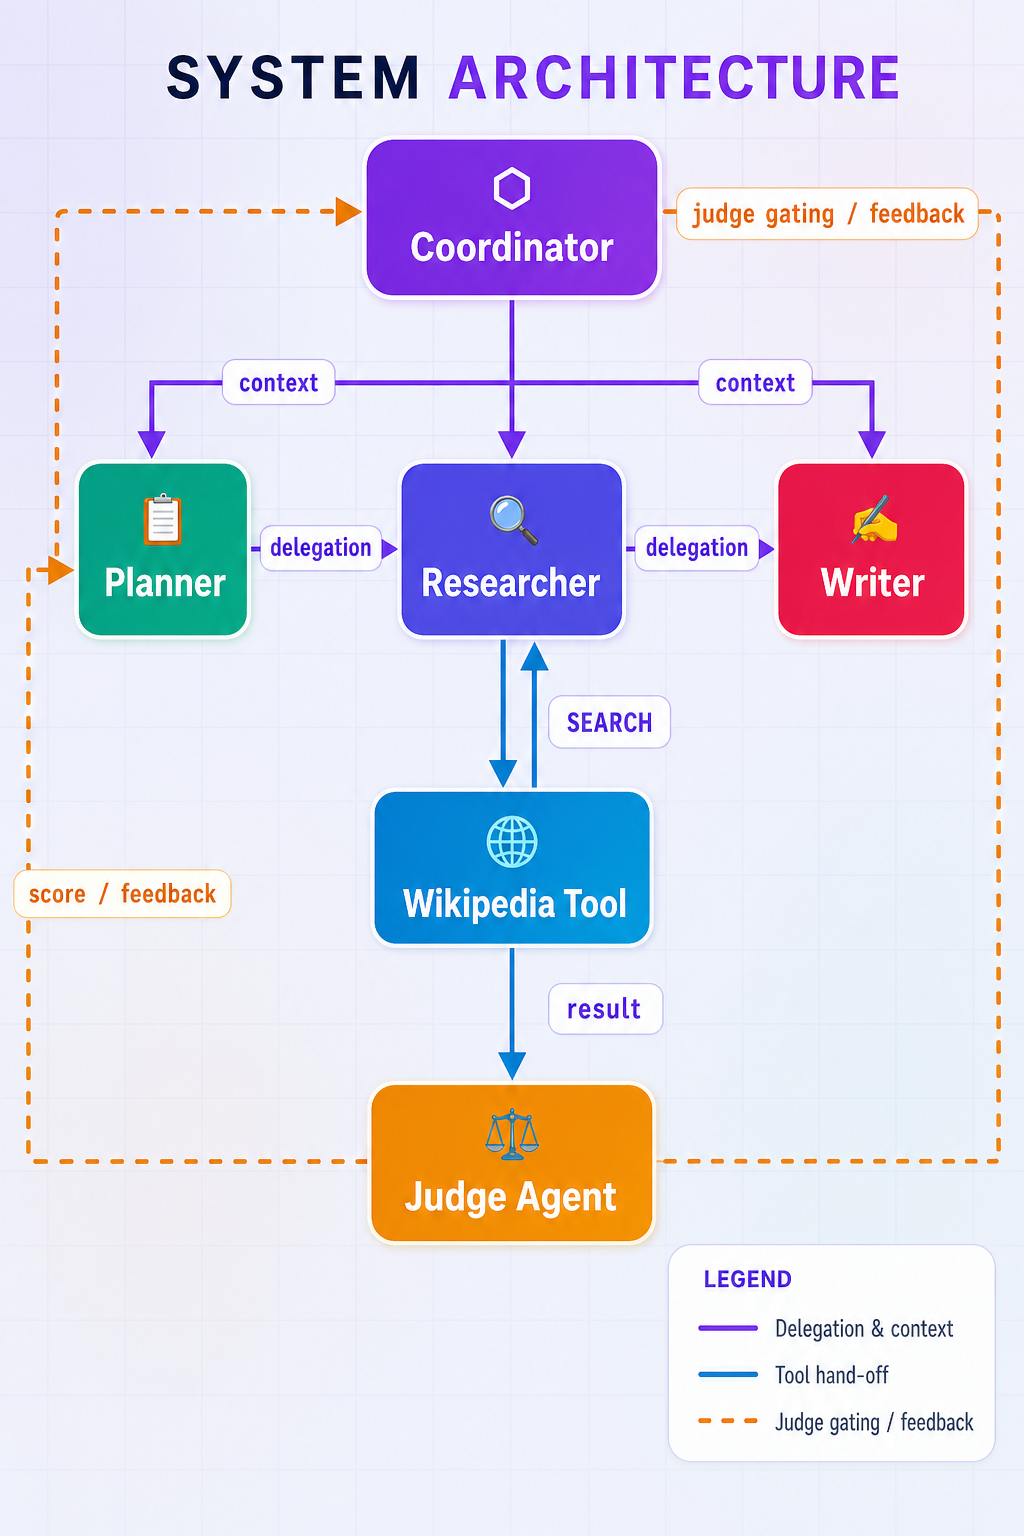 SYSTEM ARCHITECTURE
Coordinator
judge gating / feedback
context
context
Planner
delegation
Researcher
delegation
Writer
SEARCH
Wikipedia Tool
score / feedback
result
Judge Agent
LEGEND
Delegation & context
Tool hand-off
Judge gating / feedback